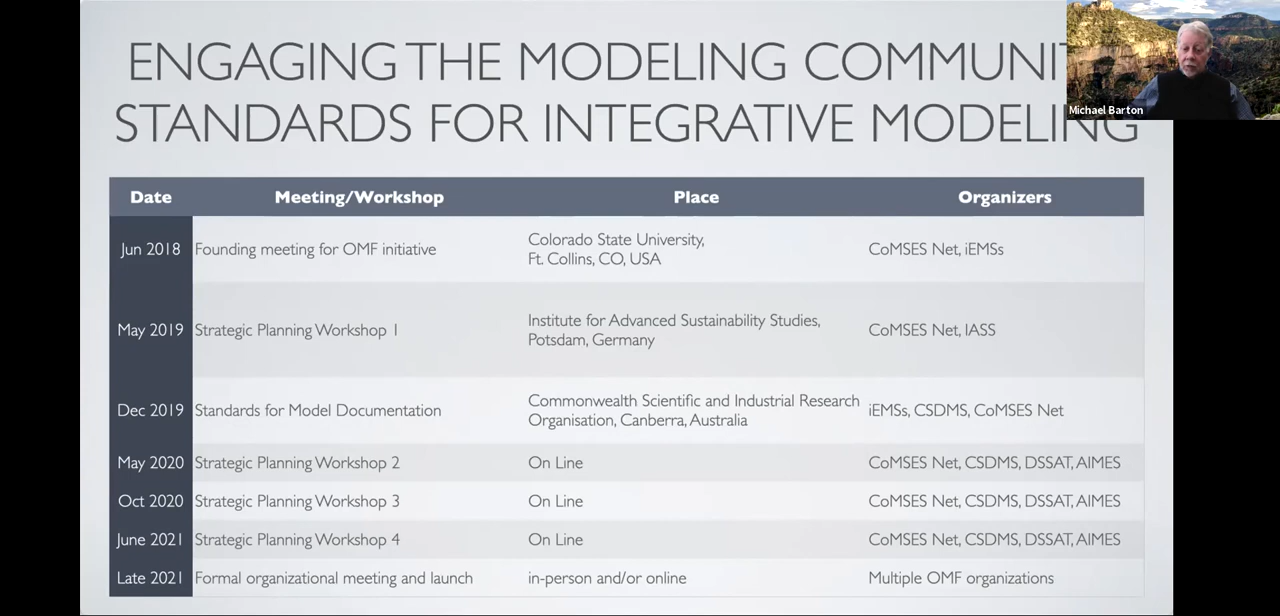 ENGAGING THE MODELING COMMUNI
STANDARDS FOR INTEGRATIVE MODELING
Michael Barton
Date Meeting/Workshop Place Organizers
Jun 2018 Founding meeting for OMF initiative Colorado State University, CoMSES Net, iEMSs
Ft. Collins, CO, USA
May 2019 Strategic Planning Workshop 1 Institute for Advanced Sustainability Studies, CoMSES Net, IASS
Potsdam, Germany
Dec 2019 Standards for Model Documentation Commonwealth Scientific and Industrial Research iEMSs, CSDMS, CoMSES Net
Organisation, Canberra, Australia
May 2020 Strategic Planning Workshop 2 On Line CoMSES Net, CSDMS, DSSAT, AIMES
Oct 2020 Strategic Planning Workshop 3 On Line CoMSES Net, CSDMS, DSSAT, AIMES
June 2021 Strategic Planning Workshop 4 On Line CoMSES Net, CSDMS, DSSAT, AIMES
Late 2021 Formal organizational meeting and launch in-person and/or online Multiple OMF organizations